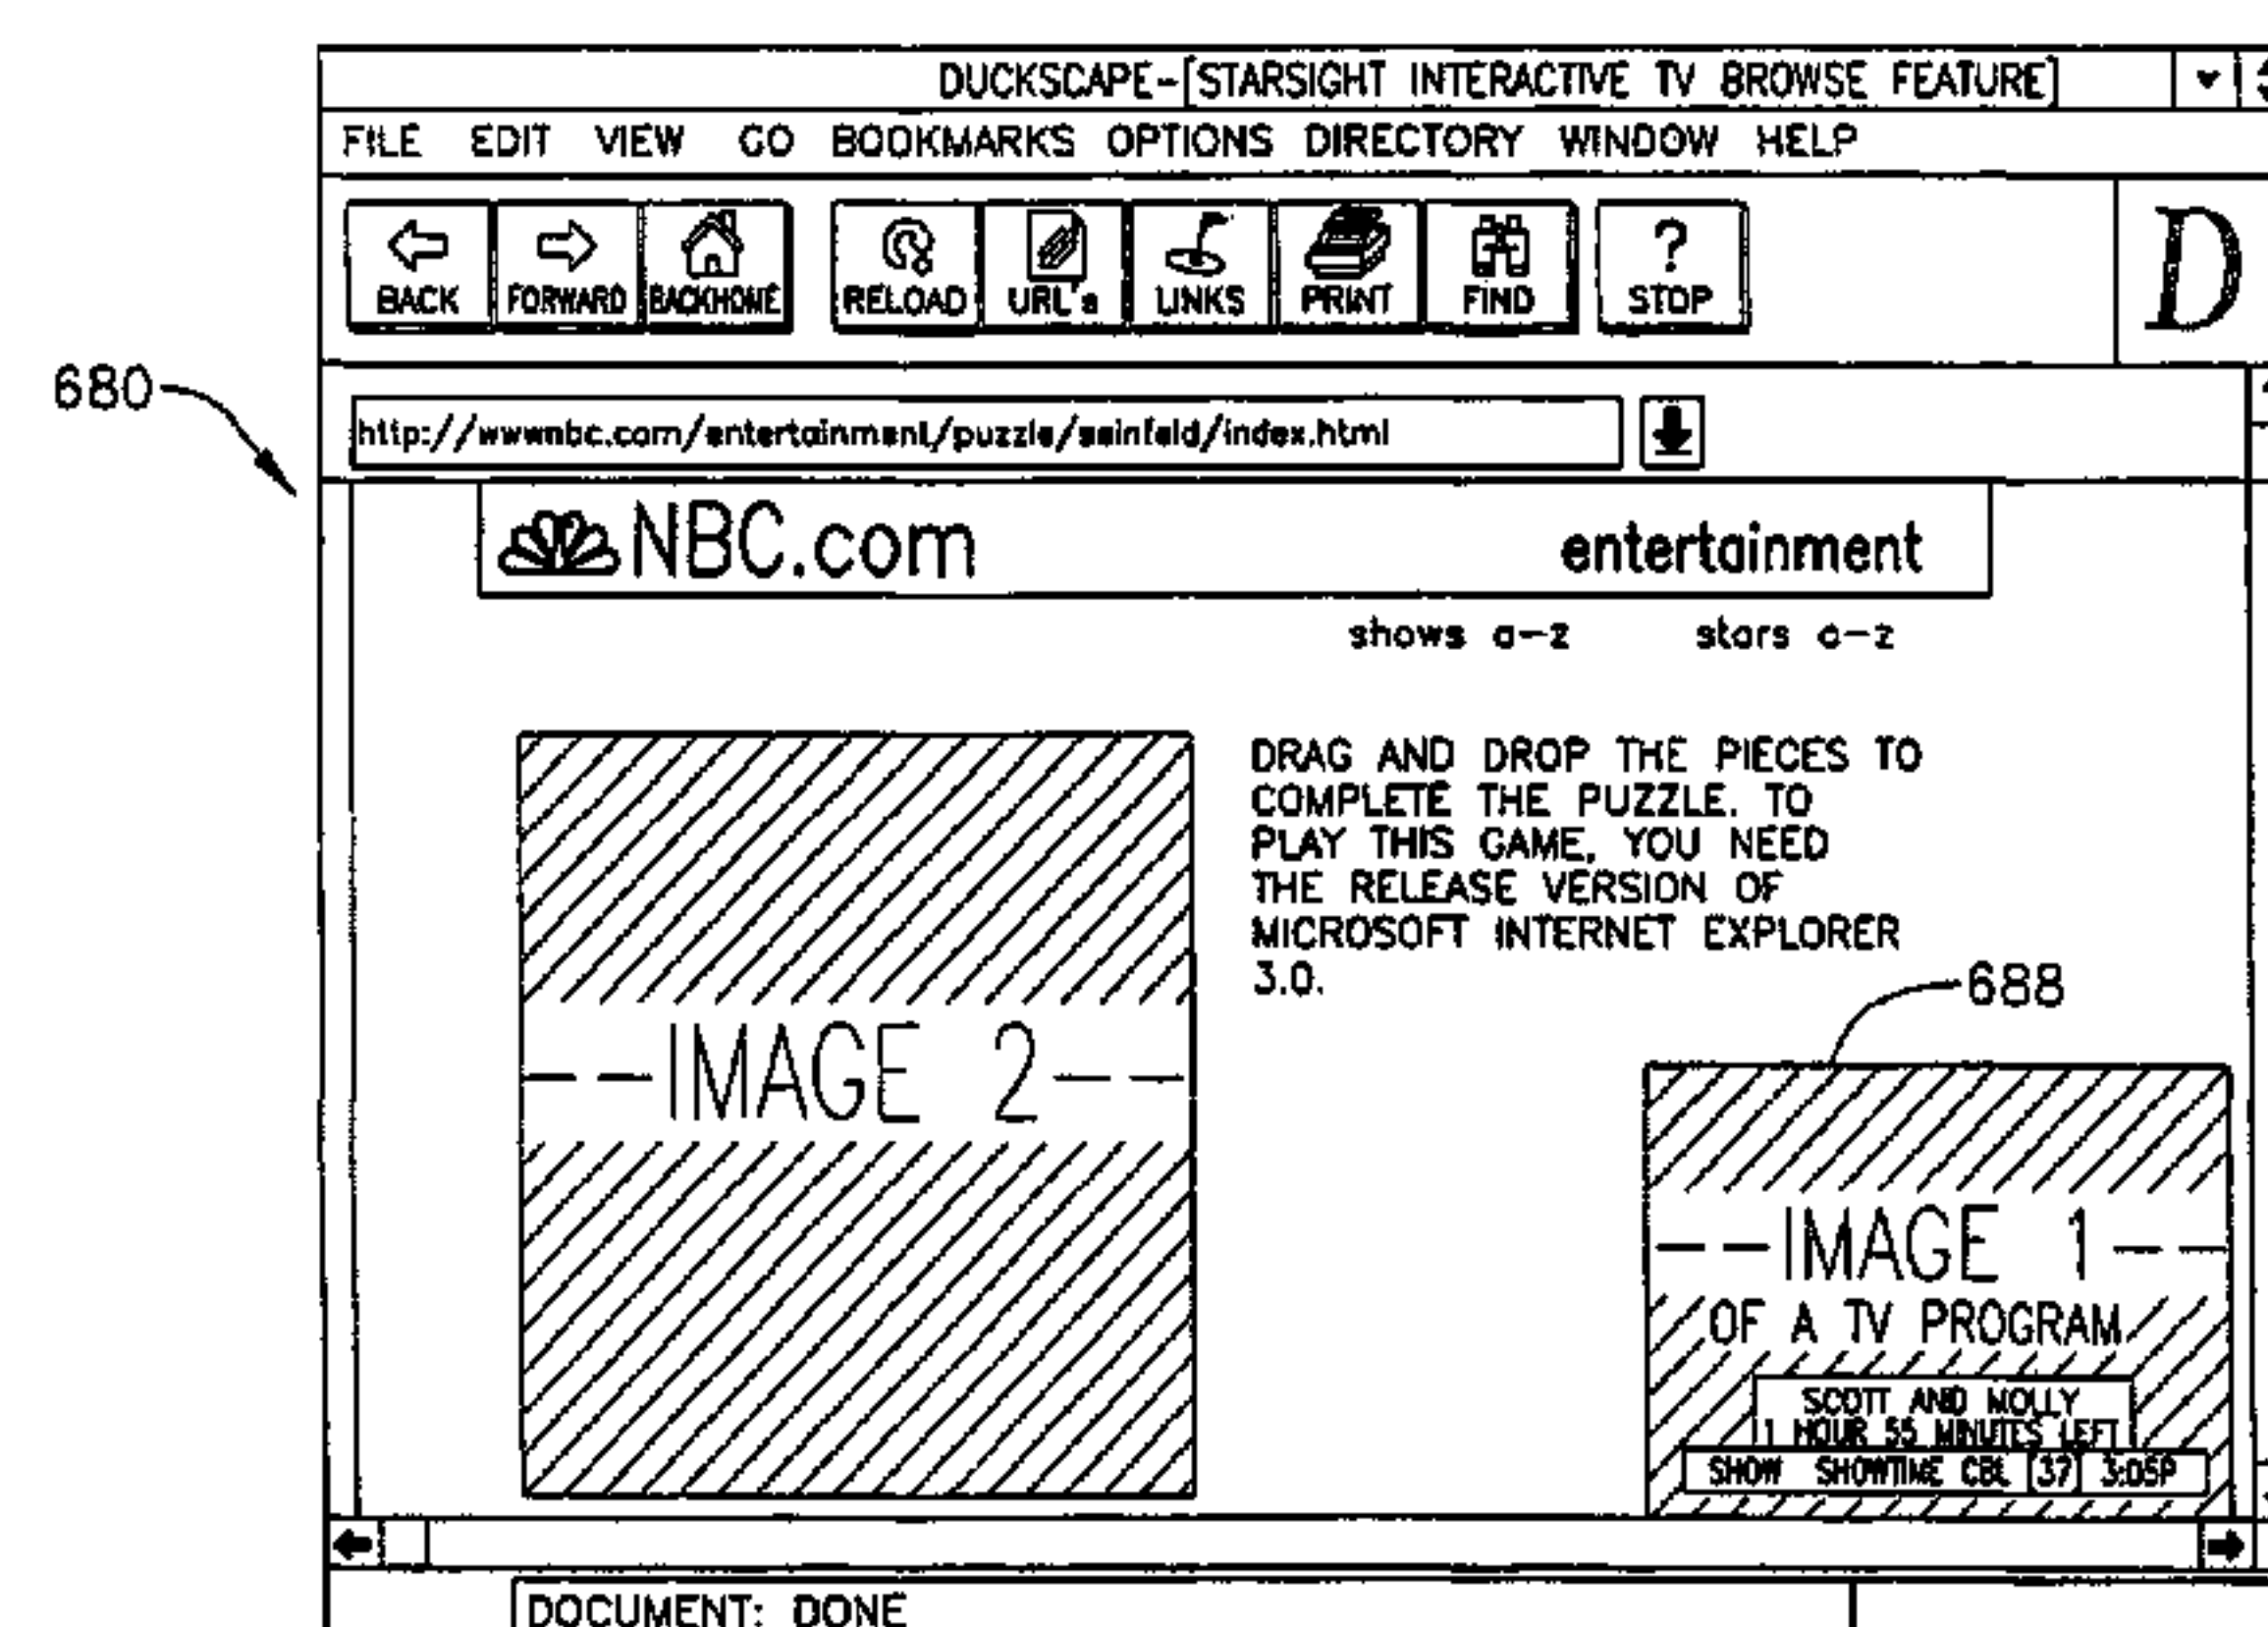 DUCKSCAPE-[STARSIGHT INTERACTIVE TV BROWSE FEATURE]
FILE EDIT VIEW GO BOOKMARKS OPTIONS DIRECTORY WINDOW HELP
BACK FORWARD BACKHOME RELOAD URL's LINKS PRINT FIND ? STOP
D
680
http://wwwnbc.com/entertainment/puzzle/seinfeld/index.html
NBC.com entertainment
shows a-z stars a-z
DRAG AND DROP THE PIECES TO
COMPLETE THE PUZZLE. TO
PLAY THIS GAME, YOU NEED
THE RELEASE VERSION OF
MICROSOFT INTERNET EXPLORER
3.0.
688
IMAGE 2
IMAGE 1
OF A TV PROGRAM
SCOTT AND MOLLY
1 HOUR 55 MINUTES LEFT
SHOW SHOWTIME CBL 37 3:05P
DOCUMENT: DONE